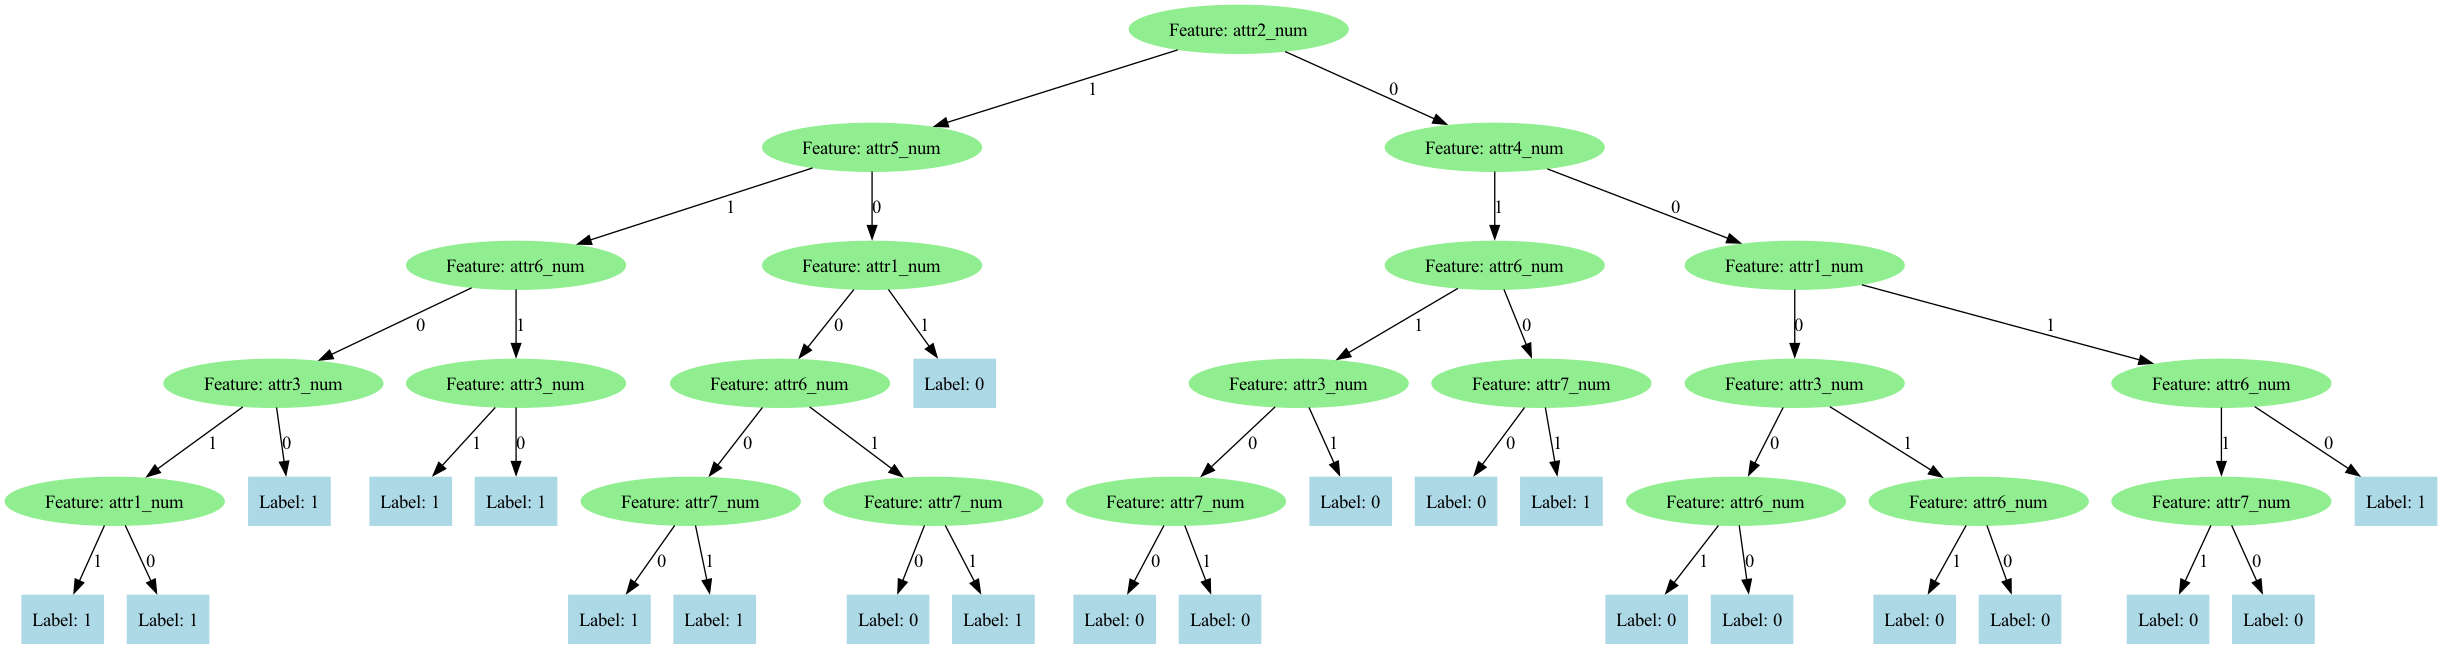 Feature: attr2_num
1
0
Feature: attr5_num
Feature: attr4_num
1
0
1
0
Feature: attr6_num
Feature: attr1_num
Feature: attr6_num
Feature: attr1_num
0
1
0
1
1
0
0
1
Feature: attr3_num
Feature: attr3_num
Feature: attr6_num
Label: 0
Feature: attr3_num
Feature: attr7_num
Feature: attr3_num
Feature: attr6_num
1
0
1
0
0
1
0
1
0
1
0
1
1
0
Feature: attr1_num
Label: 1
Label: 1
Label: 1
Feature: attr7_num
Feature: attr7_num
Feature: attr7_num
Label: 0
Label: 0
Label: 1
Feature: attr6_num
Feature: attr6_num
Feature: attr7_num
Label: 1
1
0
0
1
0
1
0
1
1
0
1
0
1
0
Label: 1
Label: 1
Label: 1
Label: 1
Label: 0
Label: 1
Label: 0
Label: 0
Label: 0
Label: 0
Label: 0
Label: 0
Label: 0
Label: 0